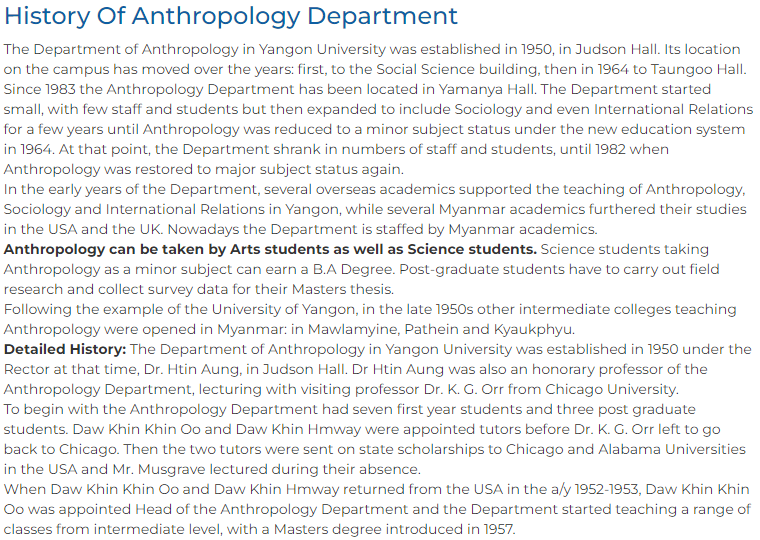 History Of Anthropology Department
The Department of Anthropology in Yangon University was established in 1950, in Judson Hall. Its location
on the campus has moved over the years: first, to the Social Science building, then in 1964 to Taungoo Hall.
Since 1983 the Anthropology Department has been located in Yamanya Hall. The Department started
small, with few staff and students but then expanded to include Sociology and even International Relations
for a few years until Anthropology was reduced to a minor subject status under the new education system
in 1964. At that point, the Department shrank in numbers of staff and students, until 1982 when
Anthropology was restored to major subject status again.
In the early years of the Department, several overseas academics supported the teaching of Anthropology,
Sociology and International Relations in Yangon, while several Myanmar academics furthered their studies
in the USA and the UK. Nowadays the Department is staffed by Myanmar academics.
Anthropology can be taken by Arts students as well as Science students. Science students taking
Anthropology as a minor subject can earn a B.A Degree. Post-graduate students have to carry out field
research and collect survey data for their Masters thesis.
Following the example of the University of Yangon, in the late 1950s other intermediate colleges teaching
Anthropology were opened in Myanmar: in Mawlamyine, Pathein and Kyaukphyu.
Detailed History: The Department of Anthropology in Yangon University was established in 1950 under the
Rector at that time, Dr. Htin Aung, in Judson Hall. Dr Htin Aung was also an honorary professor of the
Anthropology Department, lecturing with visiting professor Dr. K. G. Orr from Chicago University.
To begin with the Anthropology Department had seven first year students and three post graduate
students. Daw Khin Khin Oo and Daw Khin Hmway were appointed tutors before Dr. K. G. Orr left to go
back to Chicago. Then the two tutors were sent on state scholarships to Chicago and Alabama Universities
in the USA and Mr. Musgrave lectured during their absence.
When Daw Khin Khin Oo and Daw Khin Hmway returned from the USA in the a/y 1952-1953, Daw Khin Khin
Oo was appointed Head of the Anthropology Department and the Department started teaching a range of
classes from intermediate level, with a Masters degree introduced in 1957.